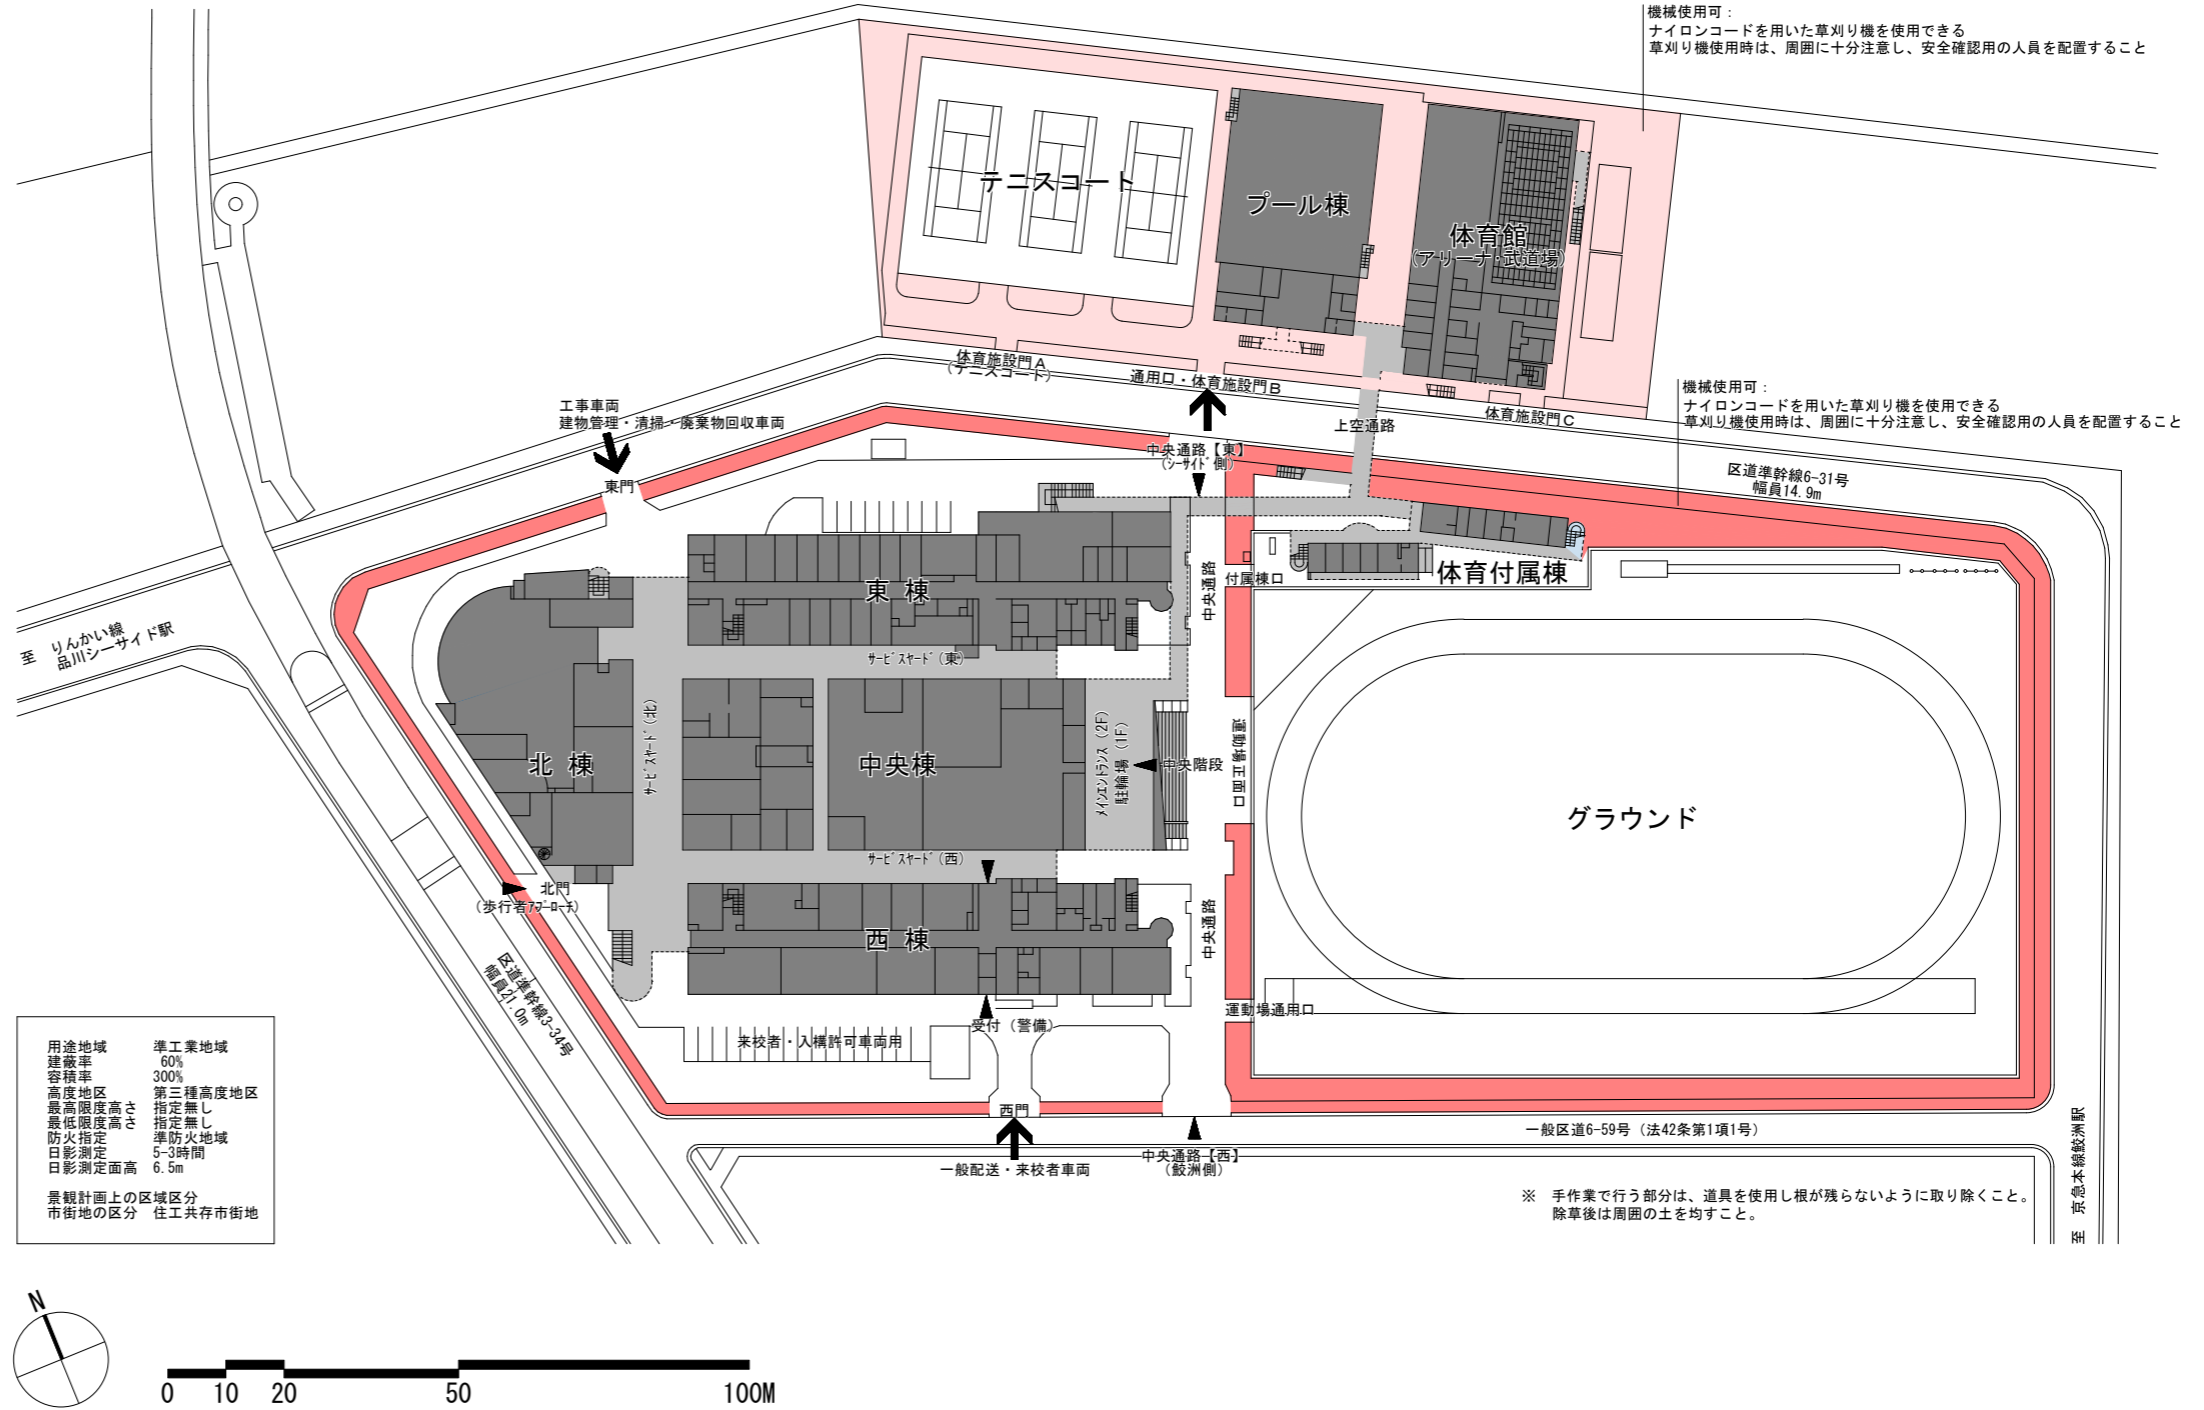 機械使用可：
ナイロンコードを用いた草刈り機を使用できる
草刈り機使用時は、周囲に十分注意し、安全確認用の人員を配置すること
テニスコート
プール棟
体育館
(アリーナ・武道場)
体育施設門A
(テニスコート)
通用口・体育施設門B
体育施設門C
上空通路
機械使用可：
ナイロンコードを用いた草刈り機を使用できる
草刈り機使用時は、周囲に十分注意し、安全確認用の人員を配置すること
工事車両
建物管理・清掃・廃棄物回収車両
東門
中央通路【東】
(ｼｰｻｲﾄﾞ側)
区道準幹線6-31号
幅員14.9m
至　りんかい線
品川シーサイド駅
東 棟
中央通路
付属棟口
体育付属棟
ｻｰﾋﾞｽﾔｰﾄﾞ(東)
ｻｰﾋﾞｽﾔｰﾄﾞ(北)
北 棟
中央棟
ﾒｲﾝｴﾝﾄﾗﾝｽ (2F)
駐輪場 (1F)
中央階段
運動場正面口
グラウンド
ｻｰﾋﾞｽﾔｰﾄﾞ(西)
北門
(歩行者ｱﾌﾟﾛｰﾁ)
西 棟
中央通路
区道準幹線3-34号
幅員21.0m
運動場通用口
受付（警備）
来校者・入構許可車両用
西門
一般配送・来校者車両
中央通路【西】
(鮫洲側)
一般区道6-59号（法42条第1項1号）
至　京急本線鮫洲駅
用途地域　準工業地域
建蔽率　60%
容積率　300%
高度地区　第三種高度地区
最高限度高さ　指定無し
最低限度高さ　指定無し
防火指定　準防火地域
日影測定　5-3時間
日影測定面高　6.5m
景観計画上の区域区分
市街地の区分　住工共存市街地
※　手作業で行う部分は、道具を使用し根が残らないように取り除くこと。
除草後は周囲の土を均すこと。
N
0 10 20 50 100M